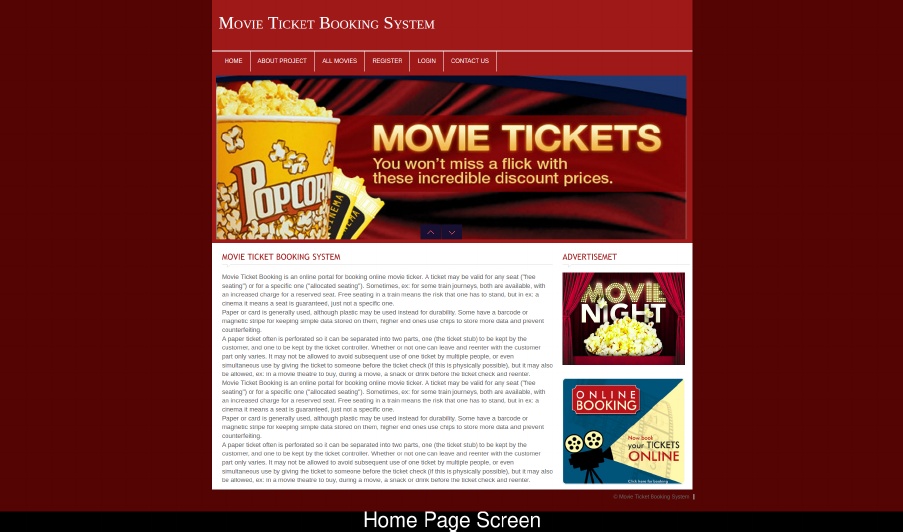 Movie Ticket Booking System
HOME
ABOUT PROJECT
ALL MOVIES
REGISTER
LOGIN
CONTACT US
MOVIE TICKETS
You won't miss a flick with
these incredible discount prices.
POPCORN
CINEMA
MOVIE TICKET BOOKING SYSTEM
Movie Ticket Booking is an online portal for booking online movie ticker. A ticket may be valid for any seat ("free
seating") or for a specific one ("allocated seating"). Sometimes, ex: for some train journeys, both are available, with
an increased charge for a reserved seat. Free seating in a train means the risk that one has to stand, but in ex: a
cinema it means a seat is guaranteed, just not a specific one.
Paper or card is generally used, although plastic may be used instead for durability. Some have a barcode or
magnetic stripe for keeping simple data stored on them, higher end ones use chips to store more data and prevent
counterfeiting.
A paper ticket often is perforated so it can be separated into two parts, one (the ticket stub) to be kept by the
customer, and one to be kept by the ticket controller. Whether or not one can leave and reenter with the customer
part only varies. It may not be allowed to avoid subsequent use of one ticket by multiple people, or even
simultaneous use by giving the ticket to someone before the ticket check (if this is physically possible), but it may also
be allowed, ex: in a movie theatre to buy, during a movie, a snack or drink before the ticket check and reenter.
Movie Ticket Booking is an online portal for booking online movie ticker. A ticket may be valid for any seat ("free
seating") or for a specific one ("allocated seating"). Sometimes, ex: for some train journeys, both are available, with
an increased charge for a reserved seat. Free seating in a train means the risk that one has to stand, but in ex: a
cinema it means a seat is guaranteed, just not a specific one.
Paper or card is generally used, although plastic may be used instead for durability. Some have a barcode or
magnetic stripe for keeping simple data stored on them, higher end ones use chips to store more data and prevent
counterfeiting.
A paper ticket often is perforated so it can be separated into two parts, one (the ticket stub) to be kept by the
customer, and one to be kept by the ticket controller. Whether or not one can leave and reenter with the customer
part only varies. It may not be allowed to avoid subsequent use of one ticket by multiple people, or even
simultaneous use by giving the ticket to someone before the ticket check (if this is physically possible), but it may also
be allowed, ex: in a movie theatre to buy, during a movie, a snack or drink before the ticket check and reenter.
ADVERTISEMET
MOVIE
NIGHT
ONLINE
BOOKING
Now book
your TICKETS
ONLINE
Click here for booking
© Movie Ticket Booking System
Home Page Screen